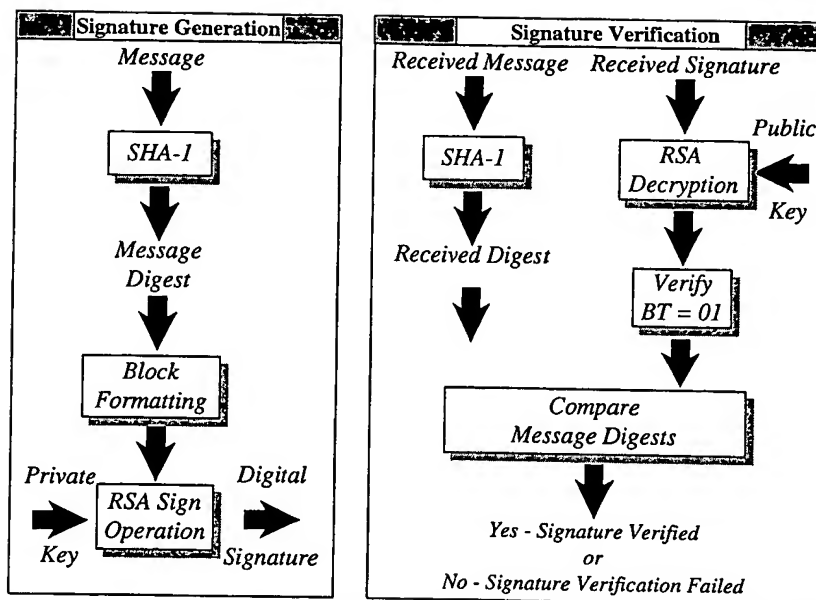 Signature Generation
Message
SHA-1
Message
Digest
Block
Formatting
Private
Key
RSA Sign
Operation
Digital
Signature
Signature Verification
Received Message
Received Signature
SHA-1
RSA
Decryption
Public
Key
Received Digest
Verify
BT = 01
Compare
Message Digests
Yes - Signature Verified
or
No - Signature Verification Failed